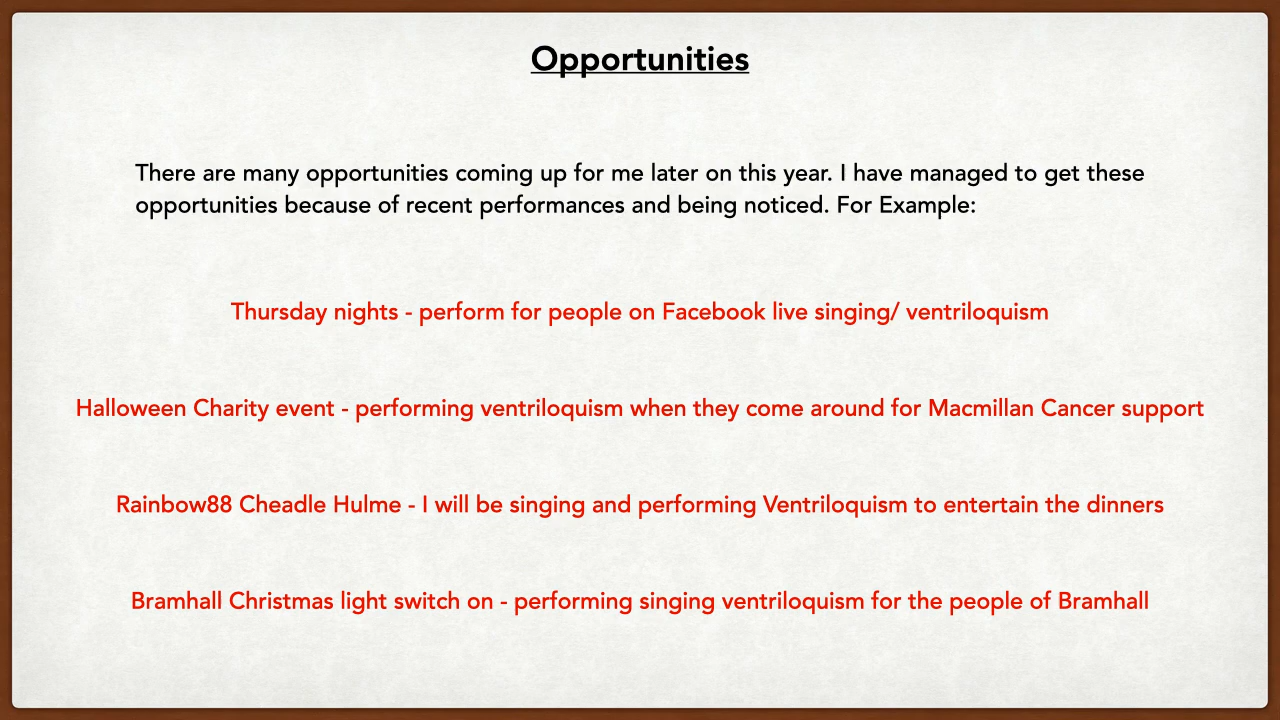 Opportunities
There are many opportunities coming up for me later on this year. I have managed to get these
opportunities because of recent performances and being noticed. For Example:
Thursday nights - perform for people on Facebook live singing/ ventriloquism
Halloween Charity event - performing ventriloquism when they come around for Macmillan Cancer support
Rainbow88 Cheadle Hulme - I will be singing and performing Ventriloquism to entertain the dinners
Bramhall Christmas light switch on - performing singing ventriloquism for the people of Bramhall